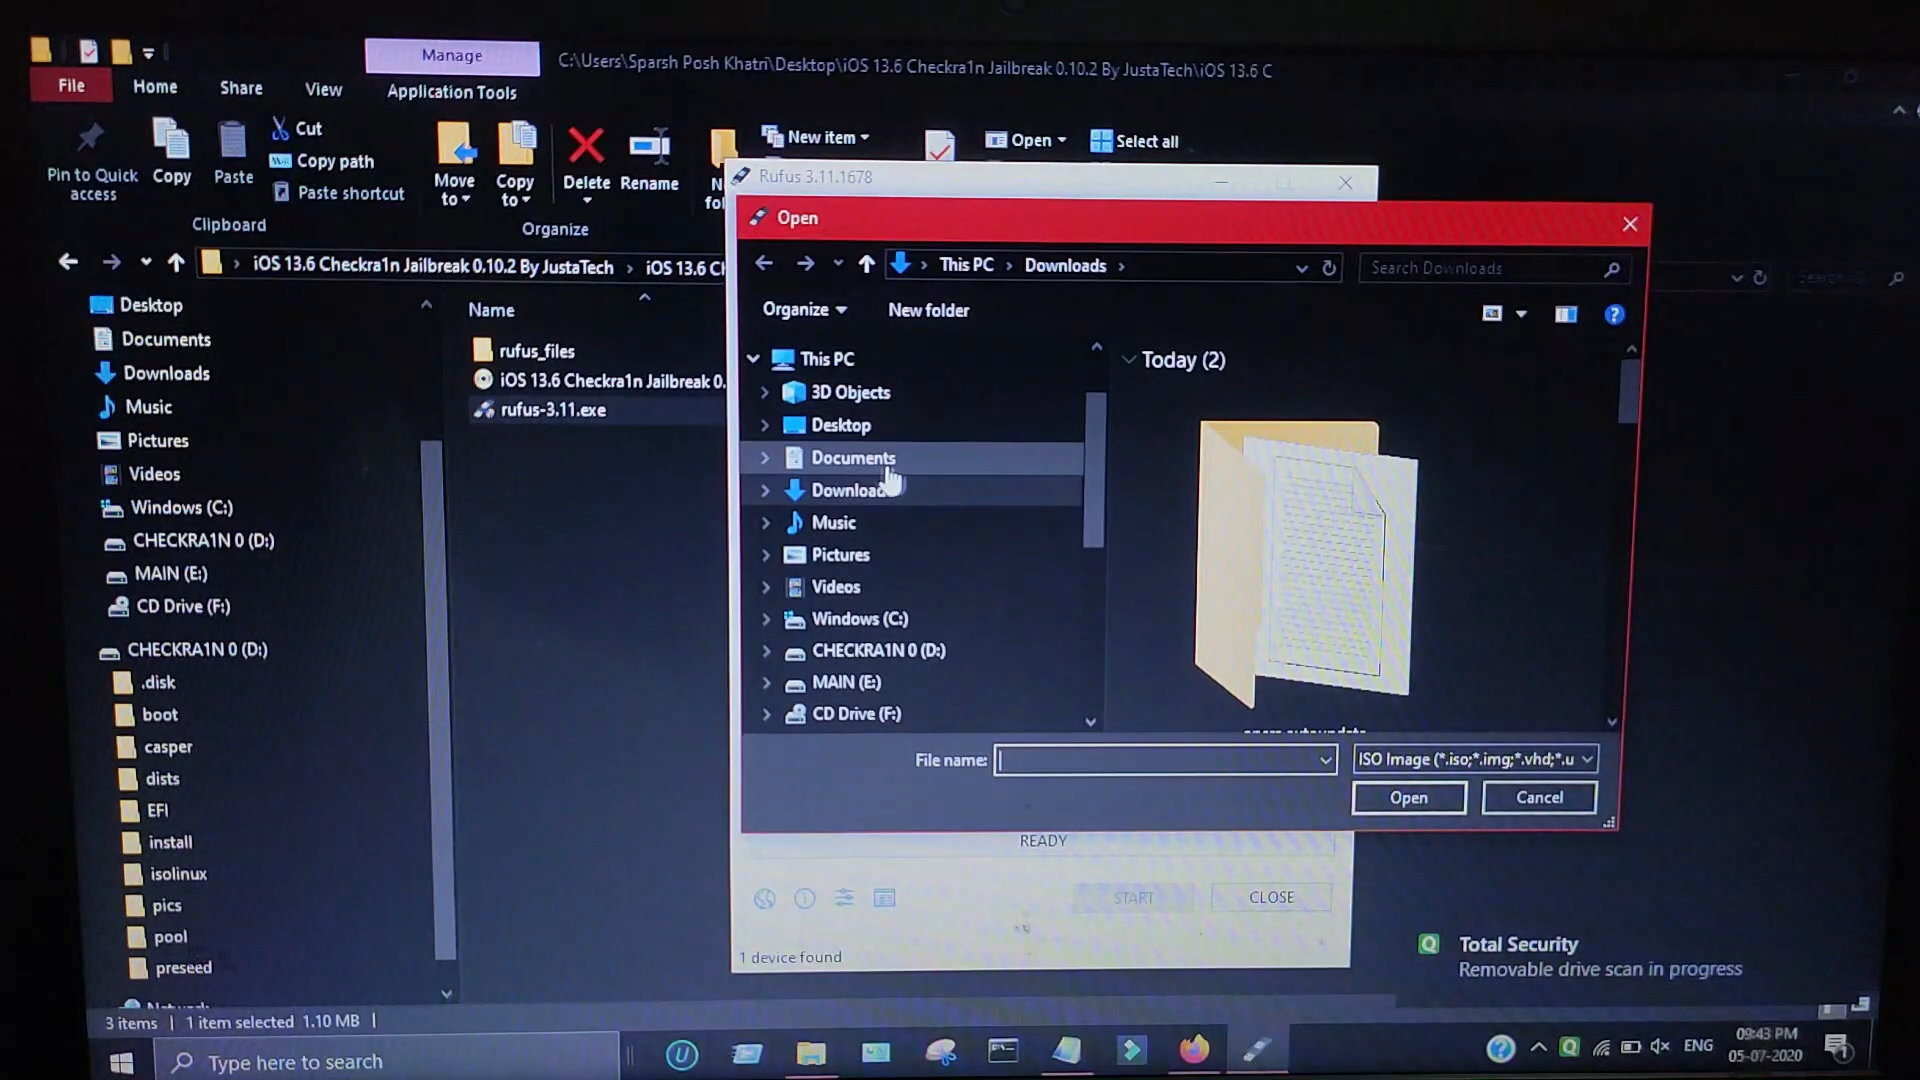 Manage
C:\Users\Sparsh Posh Khatri\Desktop\iOS 13.6 Checkra1n Jailbreak 0.10.2 By JustaTech\iOS 13.6 C
File
Home
Share
View
Application Tools
Pin to Quick access
Copy
Paste
Cut
Copy path
Paste shortcut
Move to
Copy to
Delete
Rename
New item
Open
Select all
Clipboard
Organize
Rufus 3.11.1678
Open
iOS 13.6 Checkra1n Jailbreak 0.10.2 By JustaTech
This PC
Downloads
Search Downloads
Organize
New folder
Desktop
Documents
Downloads
Music
Pictures
Videos
Windows (C:)
CHECKRA1N 0 (D:)
MAIN (E:)
CD Drive (F:)
CHECKRA1N 0 (D:)
.disk
boot
casper
dists
EFI
install
isolinux
pics
pool
preseed
Name
rufus_files
iOS 13.6 Checkra1n Jailbreak 0.
rufus-3.11.exe
This PC
3D Objects
Desktop
Documents
Music
Pictures
Videos
Windows (C:)
CHECKRA1N 0 (D:)
MAIN (E:)
CD Drive (F:)
Today (2)
File name:
ISO Image (*.iso;*.img;*.vhd;*.u
Open
Cancel
READY
START
CLOSE
1 device found
Total Security
Removable drive scan in progress
3 items
1 item selected 1.10 MB
Type here to search
ENG
09:43 PM
05-07-2020